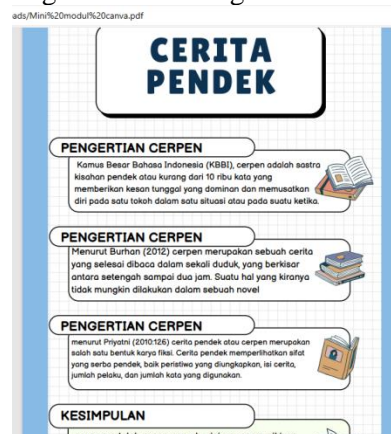 ads/Mini%20modul%20canva.pdf
CERITA
PENDEK
PENGERTIAN CERPEN
Kamus Besar Bahasa Indonesia (KBBI), cerpen adalah sastra
kisahan pendek atau kurang dari 10 ribu kata yang
memberikan kesan tunggal yang dominan dan memusatkan
diri pada satu tokoh dalam satu situasi atau pada suatu ketika.
PENGERTIAN CERPEN
Menurut Burhan (2012) cerpen merupakan sebuah cerita
yang selesai dibaca dalam sekali duduk, yang berkisar
antara setengah sampai dua jam. Suatu hal yang kiranya
tidak mungkin dilakukan dalam sebuah novel
PENGERTIAN CERPEN
menurut Priyatni (2010:126) cerita pendek atau cerpen merupakan
salah satu bentuk karya fiksi. Cerita pendek memperlihatkan sifat
yang serba pendek, baik peristiwa yang diungkapkan, isi cerita,
jumlah pelaku, dan jumlah kata yang digunakan.
KESIMPULAN